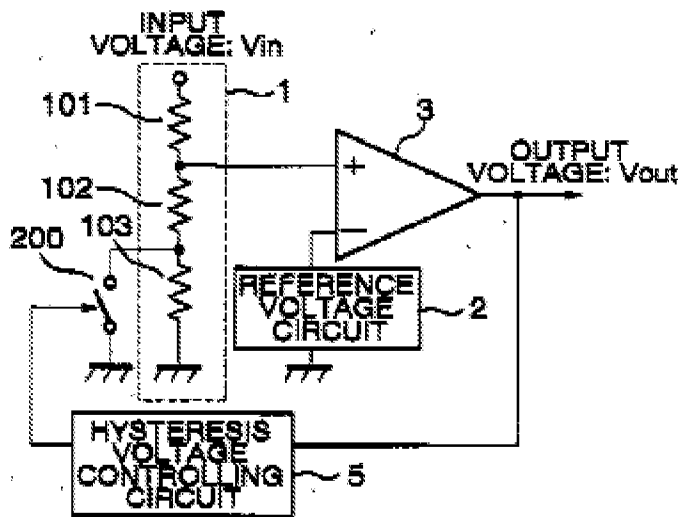 INPUT
VOLTAGE: Vin
101
1
3
+
OUTPUT
VOLTAGE: Vout
102
200
103
−
REFERENCE
VOLTAGE
CIRCUIT
2
HYSTERESIS
VOLTAGE
CONTROLLING
CIRCUIT
5